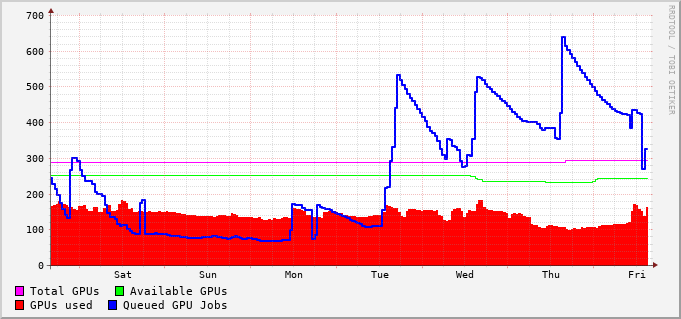 700
600
500
400
300
200
100
0
Sat Sun Mon Tue Wed Thu Fri
Total GPUs Available GPUs
GPUs used Queued GPU Jobs
RRDTOOL / TOBI OETIKER